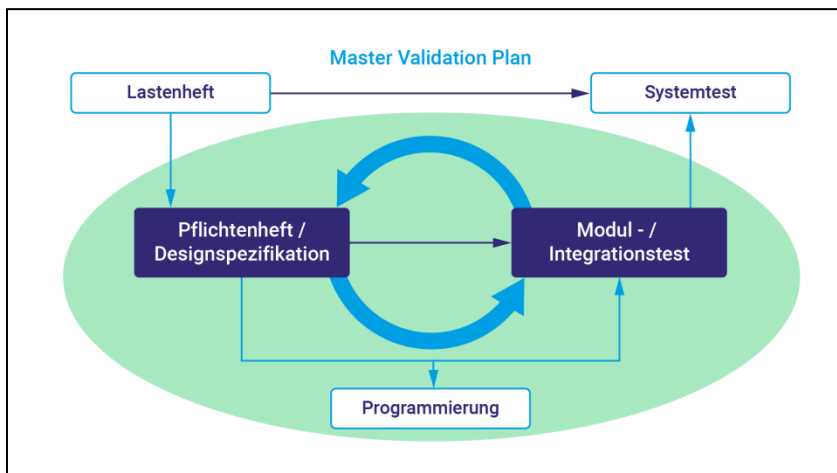 Master Validation Plan
Lastenheft
Systemtest
Pflichtenheft /
Designspezifikation
Modul - /
Integrationstest
Programmierung